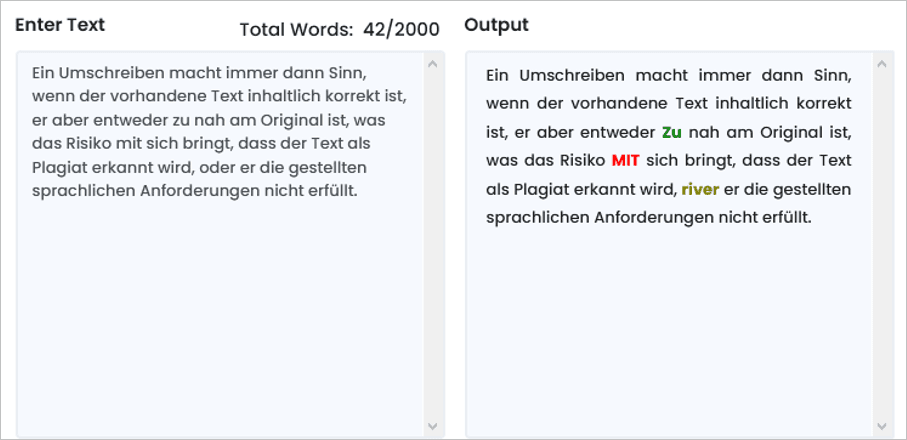 Enter Text
Total Words: 42/2000
Ein Umschreiben macht immer dann Sinn,
wenn der vorhandene Text inhaltlich korrekt ist,
er aber entweder zu nah am Original ist, was
das Risiko mit sich bringt, dass der Text als
Plagiat erkannt wird, oder er die gestellten
sprachlichen Anforderungen nicht erfüllt.
Output
Ein Umschreiben macht immer dann Sinn,
wenn der vorhandene Text inhaltlich korrekt
ist, er aber entweder Zu nah am Original ist,
was das Risiko MIT sich bringt, dass der Text
als Plagiat erkannt wird, river er die gestellten
sprachlichen Anforderungen nicht erfüllt.